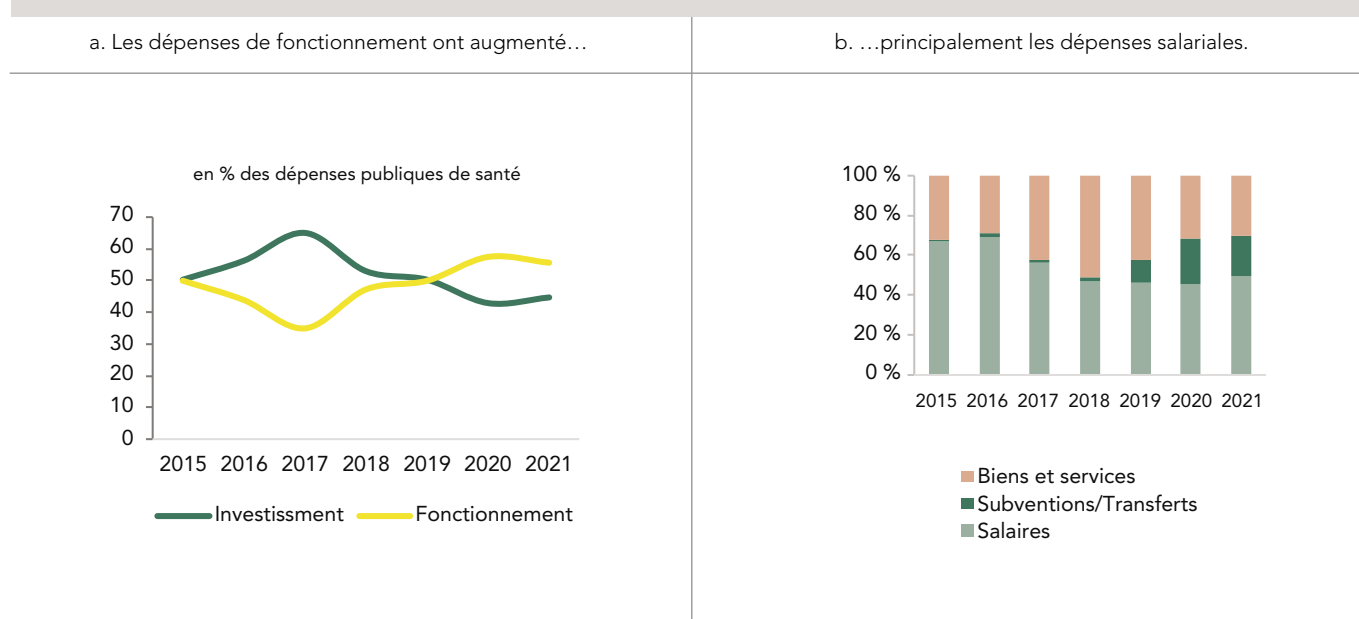 a. Les dépenses de fonctionnement ont augmenté…
b. …principalement les dépenses salariales.
en % des dépenses publiques de santé
70
60
50
40
30
20
10
0
2015 2016 2017 2018 2019 2020 2021
Investissment Fonctionnement
100 %
80 %
60 %
40 %
20 %
0 %
2015 2016 2017 2018 2019 2020 2021
Biens et services
Subventions/Transferts
Salaires